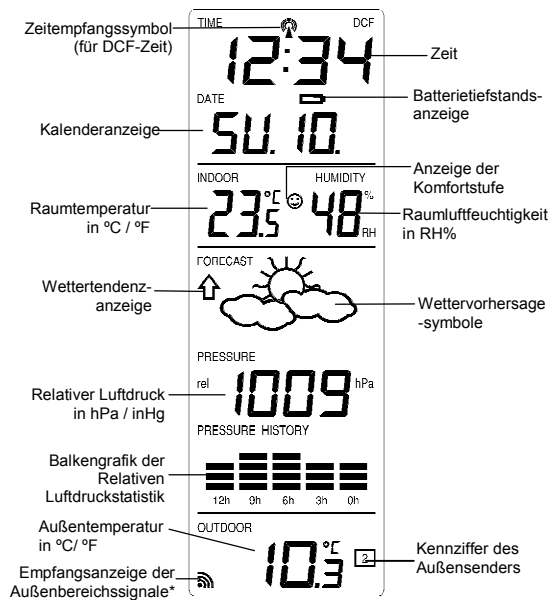 Zeitempfangssymbol
(für DCF-Zeit)
TIME
DCF
12:34
Zeit
DATE
Batterietiefstands-
anzeige
Kalenderanzeige
SU. 10.
Anzeige der
Komfortstufe
INDOOR
HUMIDITY
Raumtemperatur
in ºC / ºF
23.5 °C
48 %
RH
Raumluftfeuchtigkeit
in RH%
FORECAST
Wettertendenz-
anzeige
Wettervorhersage
-symbole
PRESSURE
Relativer Luftdruck
in hPa / inHg
rel
1009 hPa
PRESSURE HISTORY
Balkengrafik der
Relativen
Luftdruckstatistik
12h 9h 6h 3h 0h
Außentemperatur
in ºC/ ºF
OUTDOOR
10.3 °C
2
Kennziffer des
Außensenders
Empfangsanzeige der
Außenbereichssignale*